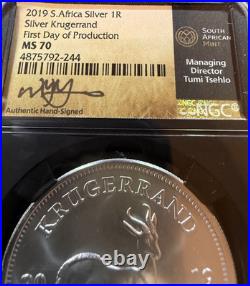 2019 S.Africa Silver 1R
Silver Krugerrand
First Day of Production
MS 70
4875792-244
Authentic Hand-Signed
SOUTH
AFRICAN
MINT
Managing
Director
Tumi Tsehlo
NGC
KRUGERRAND